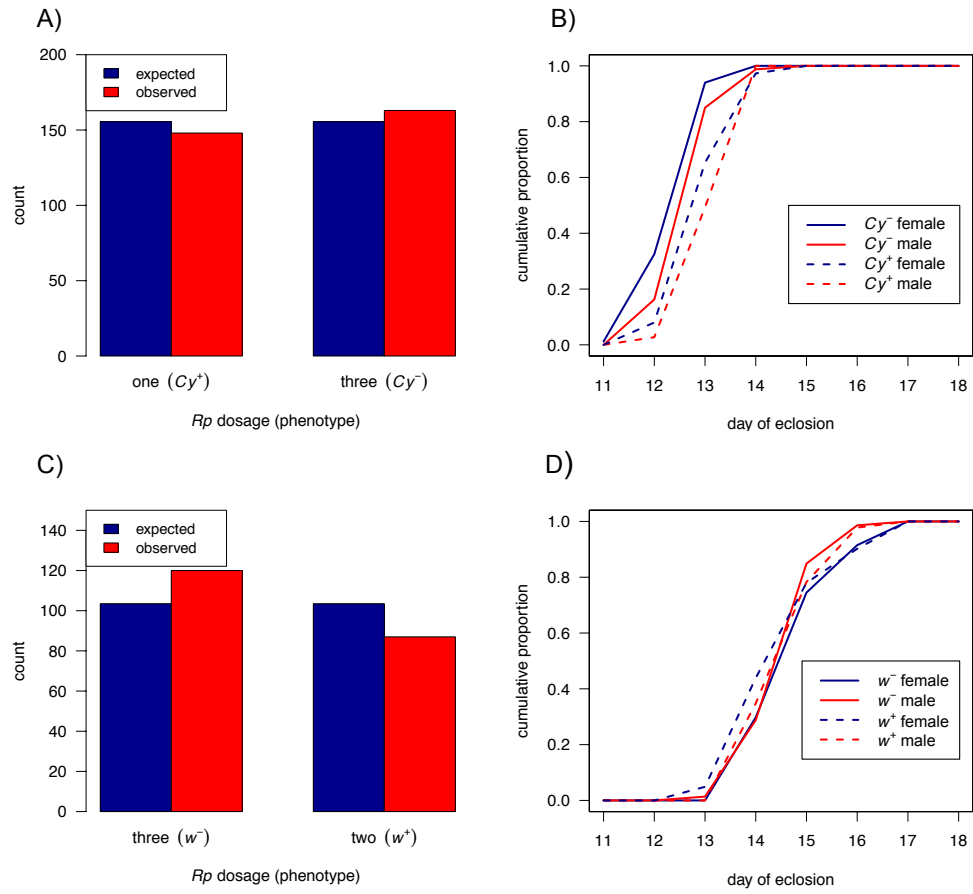 A)
200
150
100
50
0
count
expected
observed
one (Cy⁺)
three (Cy⁻)
Rp dosage (phenotype)
B)
1.0
0.8
0.6
0.4
0.2
0.0
cumulative proportion
Cy⁻ female
Cy⁻ male
Cy⁺ female
Cy⁺ male
11 12 13 14 15 16 17 18
day of eclosion
C)
140
120
100
80
60
40
20
0
count
expected
observed
three (w⁻)
two (w⁺)
Rp dosage (phenotype)
D)
1.0
0.8
0.6
0.4
0.2
0.0
cumulative proportion
w⁻ female
w⁻ male
w⁺ female
w⁺ male
11 12 13 14 15 16 17 18
day of eclosion